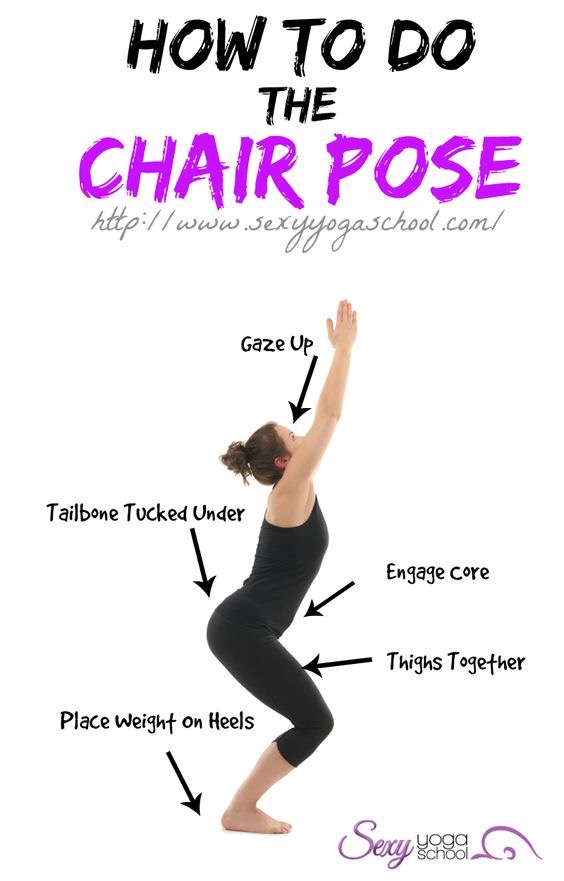 HOW TO DO
THE
CHAIR POSE
http://www.sexyyogaschool.com/
Gaze Up
Tailbone Tucked Under
Engage Core
Thighs Together
Place Weight on Heels
Sexy yoga
school